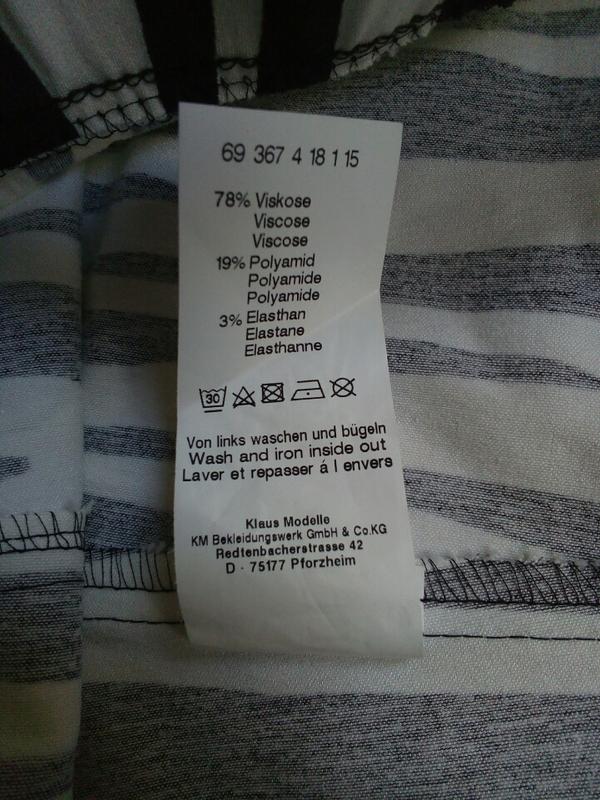 69 367 4 18 1 15
78% Viskose
Viscose
Viscose
19% Polyamid
Polyamide
Polyamide
3% Elasthan
Elastane
Elasthanne
30
Von links waschen und bügeln
Wash and iron inside out
Laver et repasser á l envers
Klaus Modelle
KM Bekleidungswerk GmbH & Co.KG
Redtenbacherstrasse 42
D - 75177 Pforzheim